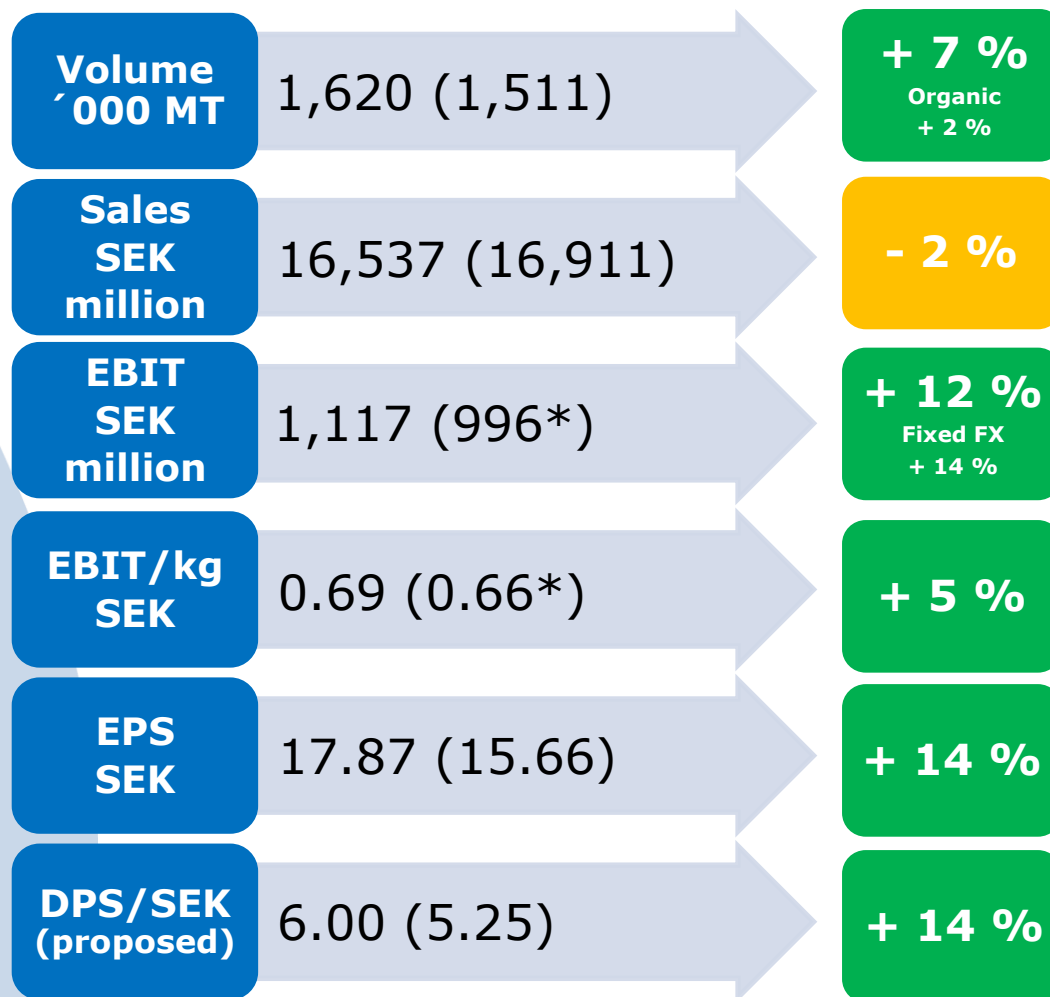 Volume
´000 MT
1,620 (1,511)
+ 7 %
Organic
+ 2 %
Sales
SEK
million
16,537 (16,911)
- 2 %
EBIT
SEK
million
1,117 (996*)
+ 12 %
Fixed FX
+ 14 %
EBIT/kg
SEK
0.69 (0.66*)
+ 5 %
EPS
SEK
17.87 (15.66)
+ 14 %
DPS/SEK
(proposed)
6.00 (5.25)
+ 14 %